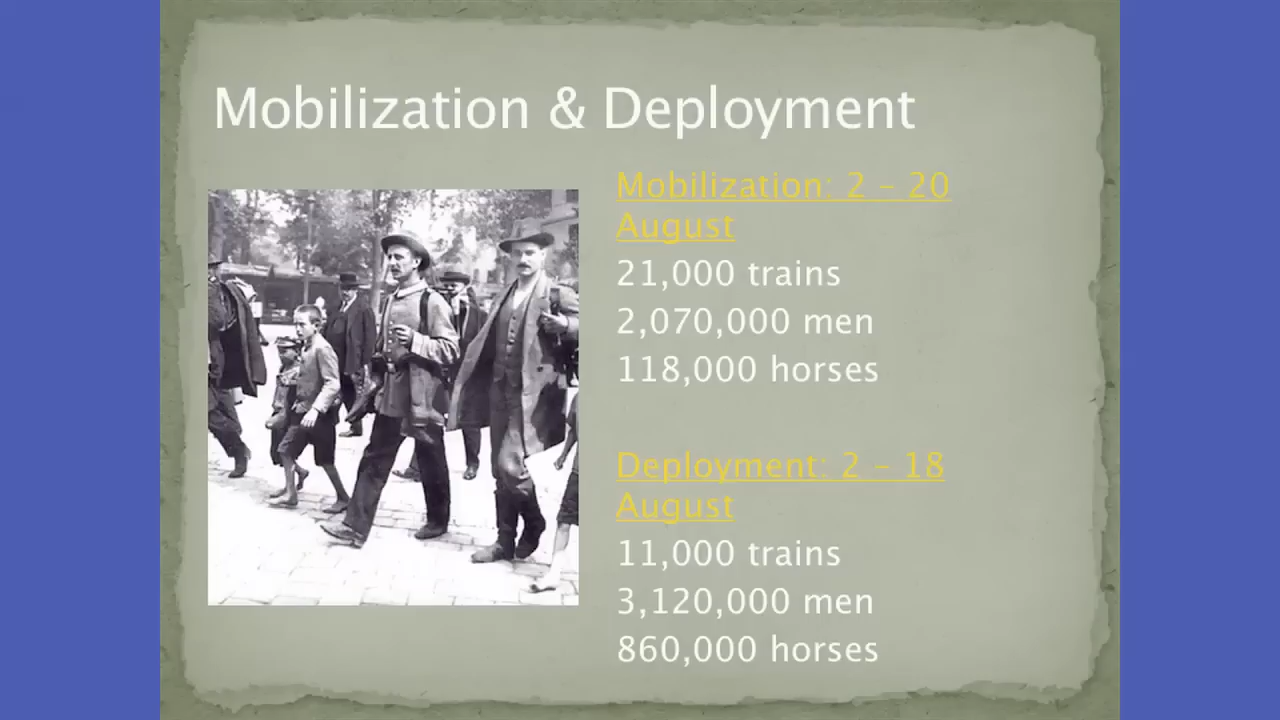 Mobilization & Deployment
Mobilization: 2 – 20
August
21,000 trains
2,070,000 men
118,000 horses
Deployment: 2 – 18
August
11,000 trains
3,120,000 men
860,000 horses